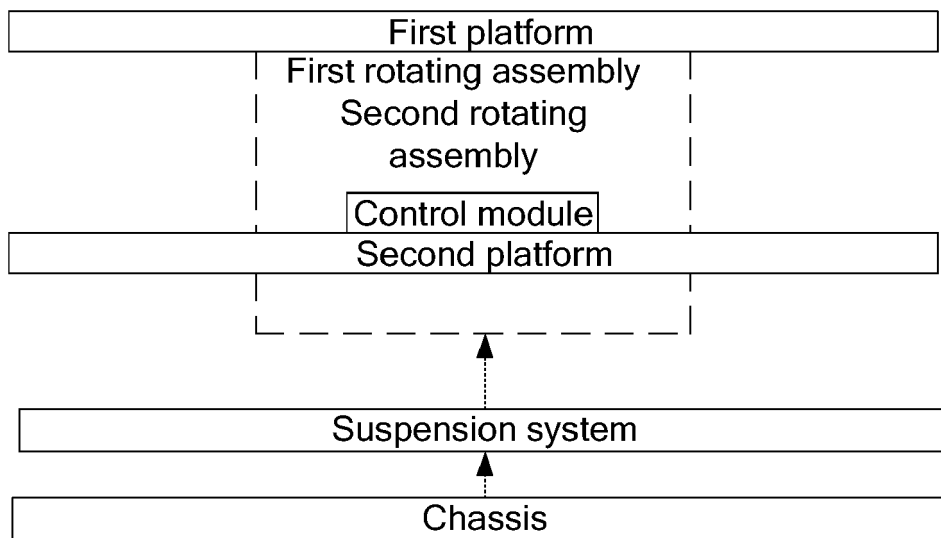 First platform
First rotating assembly
Second rotating
assembly
Control module
Second platform
Suspension system
Chassis